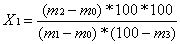 X₁ = (m₂ − m₀) * 100 * 100
(m₁ − m₀) * (100 − m₃)